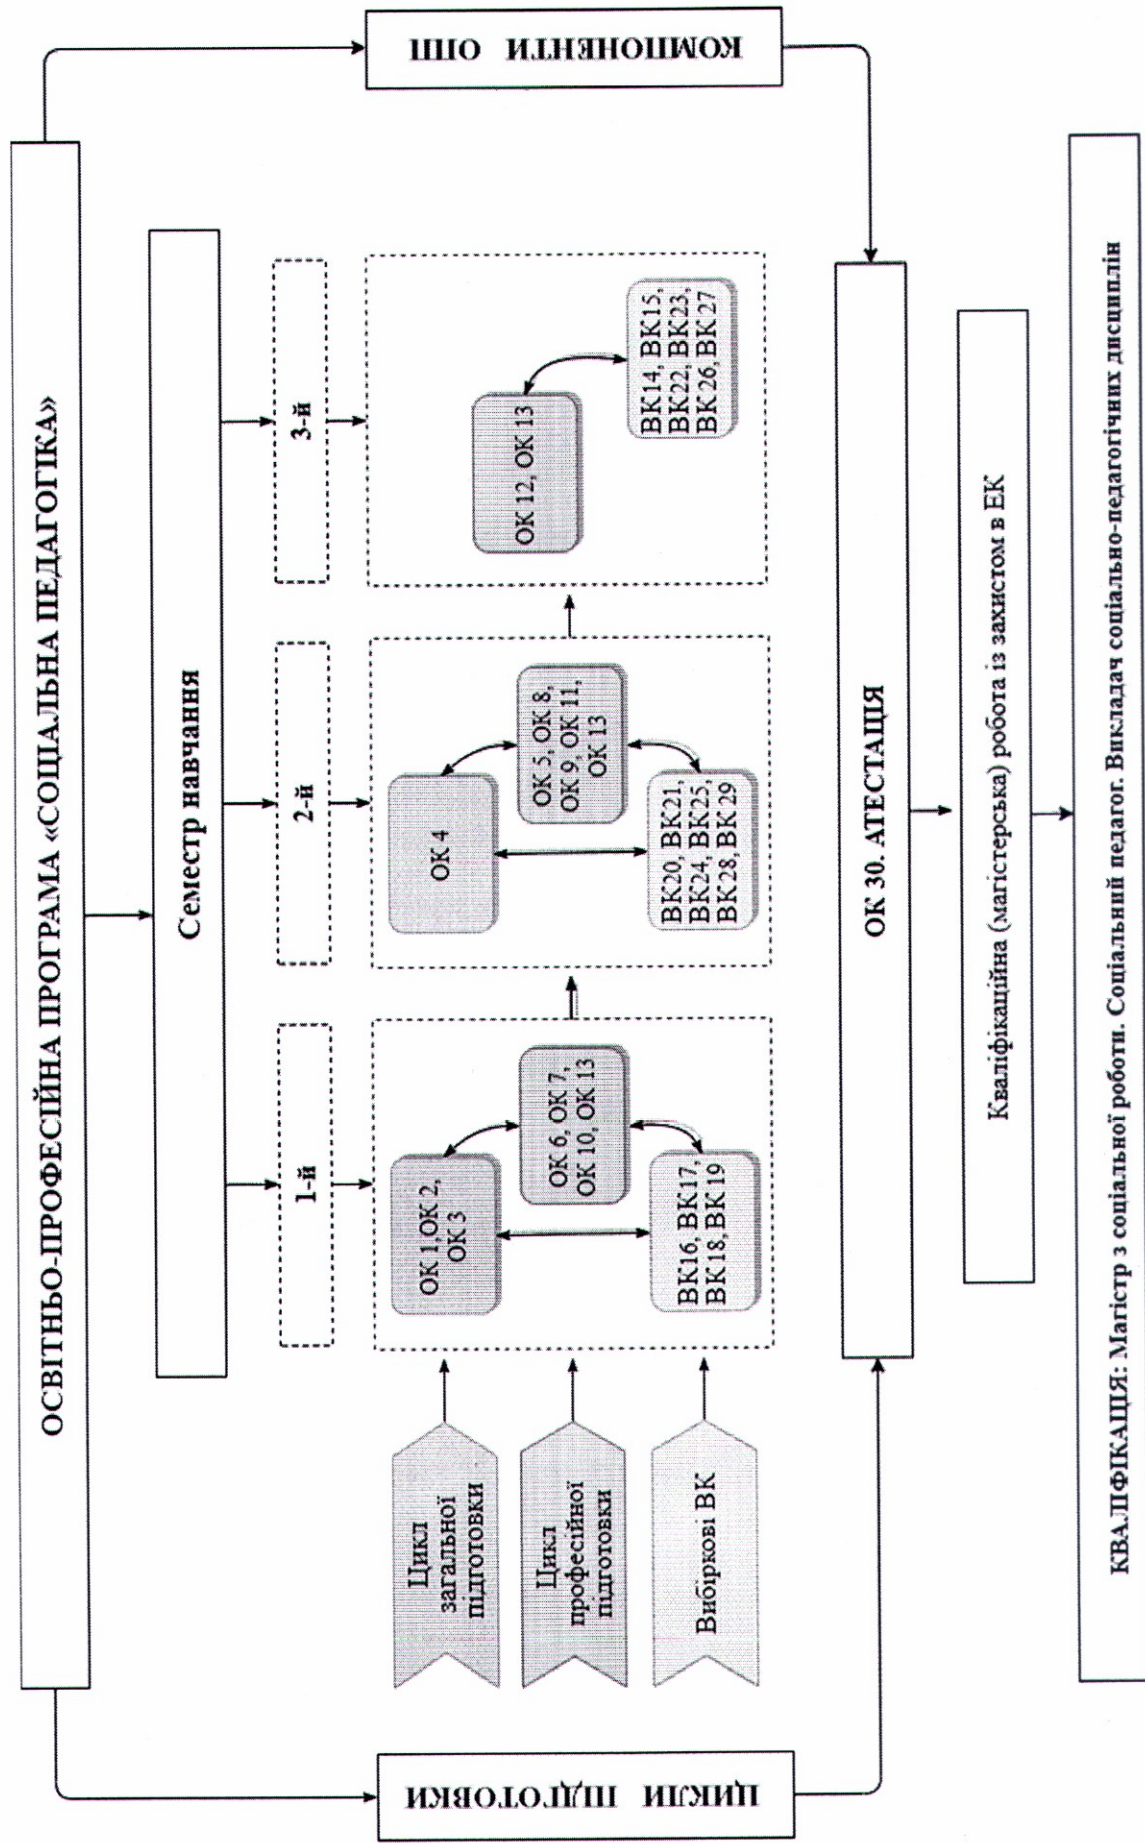 ОСВІТНЬО-ПРОФЕСІЙНА ПРОГРАМА «СОЦІАЛЬНА ПЕДАГОГІКА»
Семестр навчання
1-й
2-й
3-й
ЦИКЛИ ПІДГОТОВКИ
КОМПОНЕНТИ ОПП
Цикл
загальної
підготовки
ОК 1,ОК 2,
ОК 3
ОК 4
ОК 12, ОК 13
Цикл
професійної
підготовки
ОК 6, ОК 7,
ОК 10, ОК 13
ОК 5, ОК 8,
ОК 9, ОК 11,
ОК 13
Вибіркові ВК
ВК16, ВК17,
ВК 18, ВК 19
ВК20, ВК21,
ВК24, ВК25,
ВК28, ВК29
ВК14, ВК15,
ВК22, ВК23,
ВК 26, ВК 27
ОК 30. АТЕСТАЦІЯ
Кваліфікаційна (магістерська) робота із захистом в ЕК
КВАЛІФІКАЦІЯ: Магістр з соціальної роботи. Соціальний педагог. Викладач соціально-педагогічних дисциплін